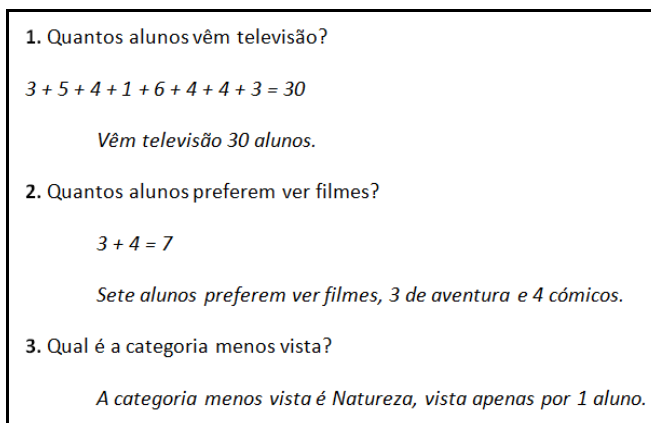 1. Quantos alunos vêm televisão?
3 + 5 + 4 + 1 + 6 + 4 + 4 + 3 = 30
Vêm televisão 30 alunos.
2. Quantos alunos preferem ver filmes?
3 + 4 = 7
Sete alunos preferem ver filmes, 3 de aventura e 4 cómicos.
3. Qual é a categoria menos vista?
A categoria menos vista é Natureza, vista apenas por 1 aluno.